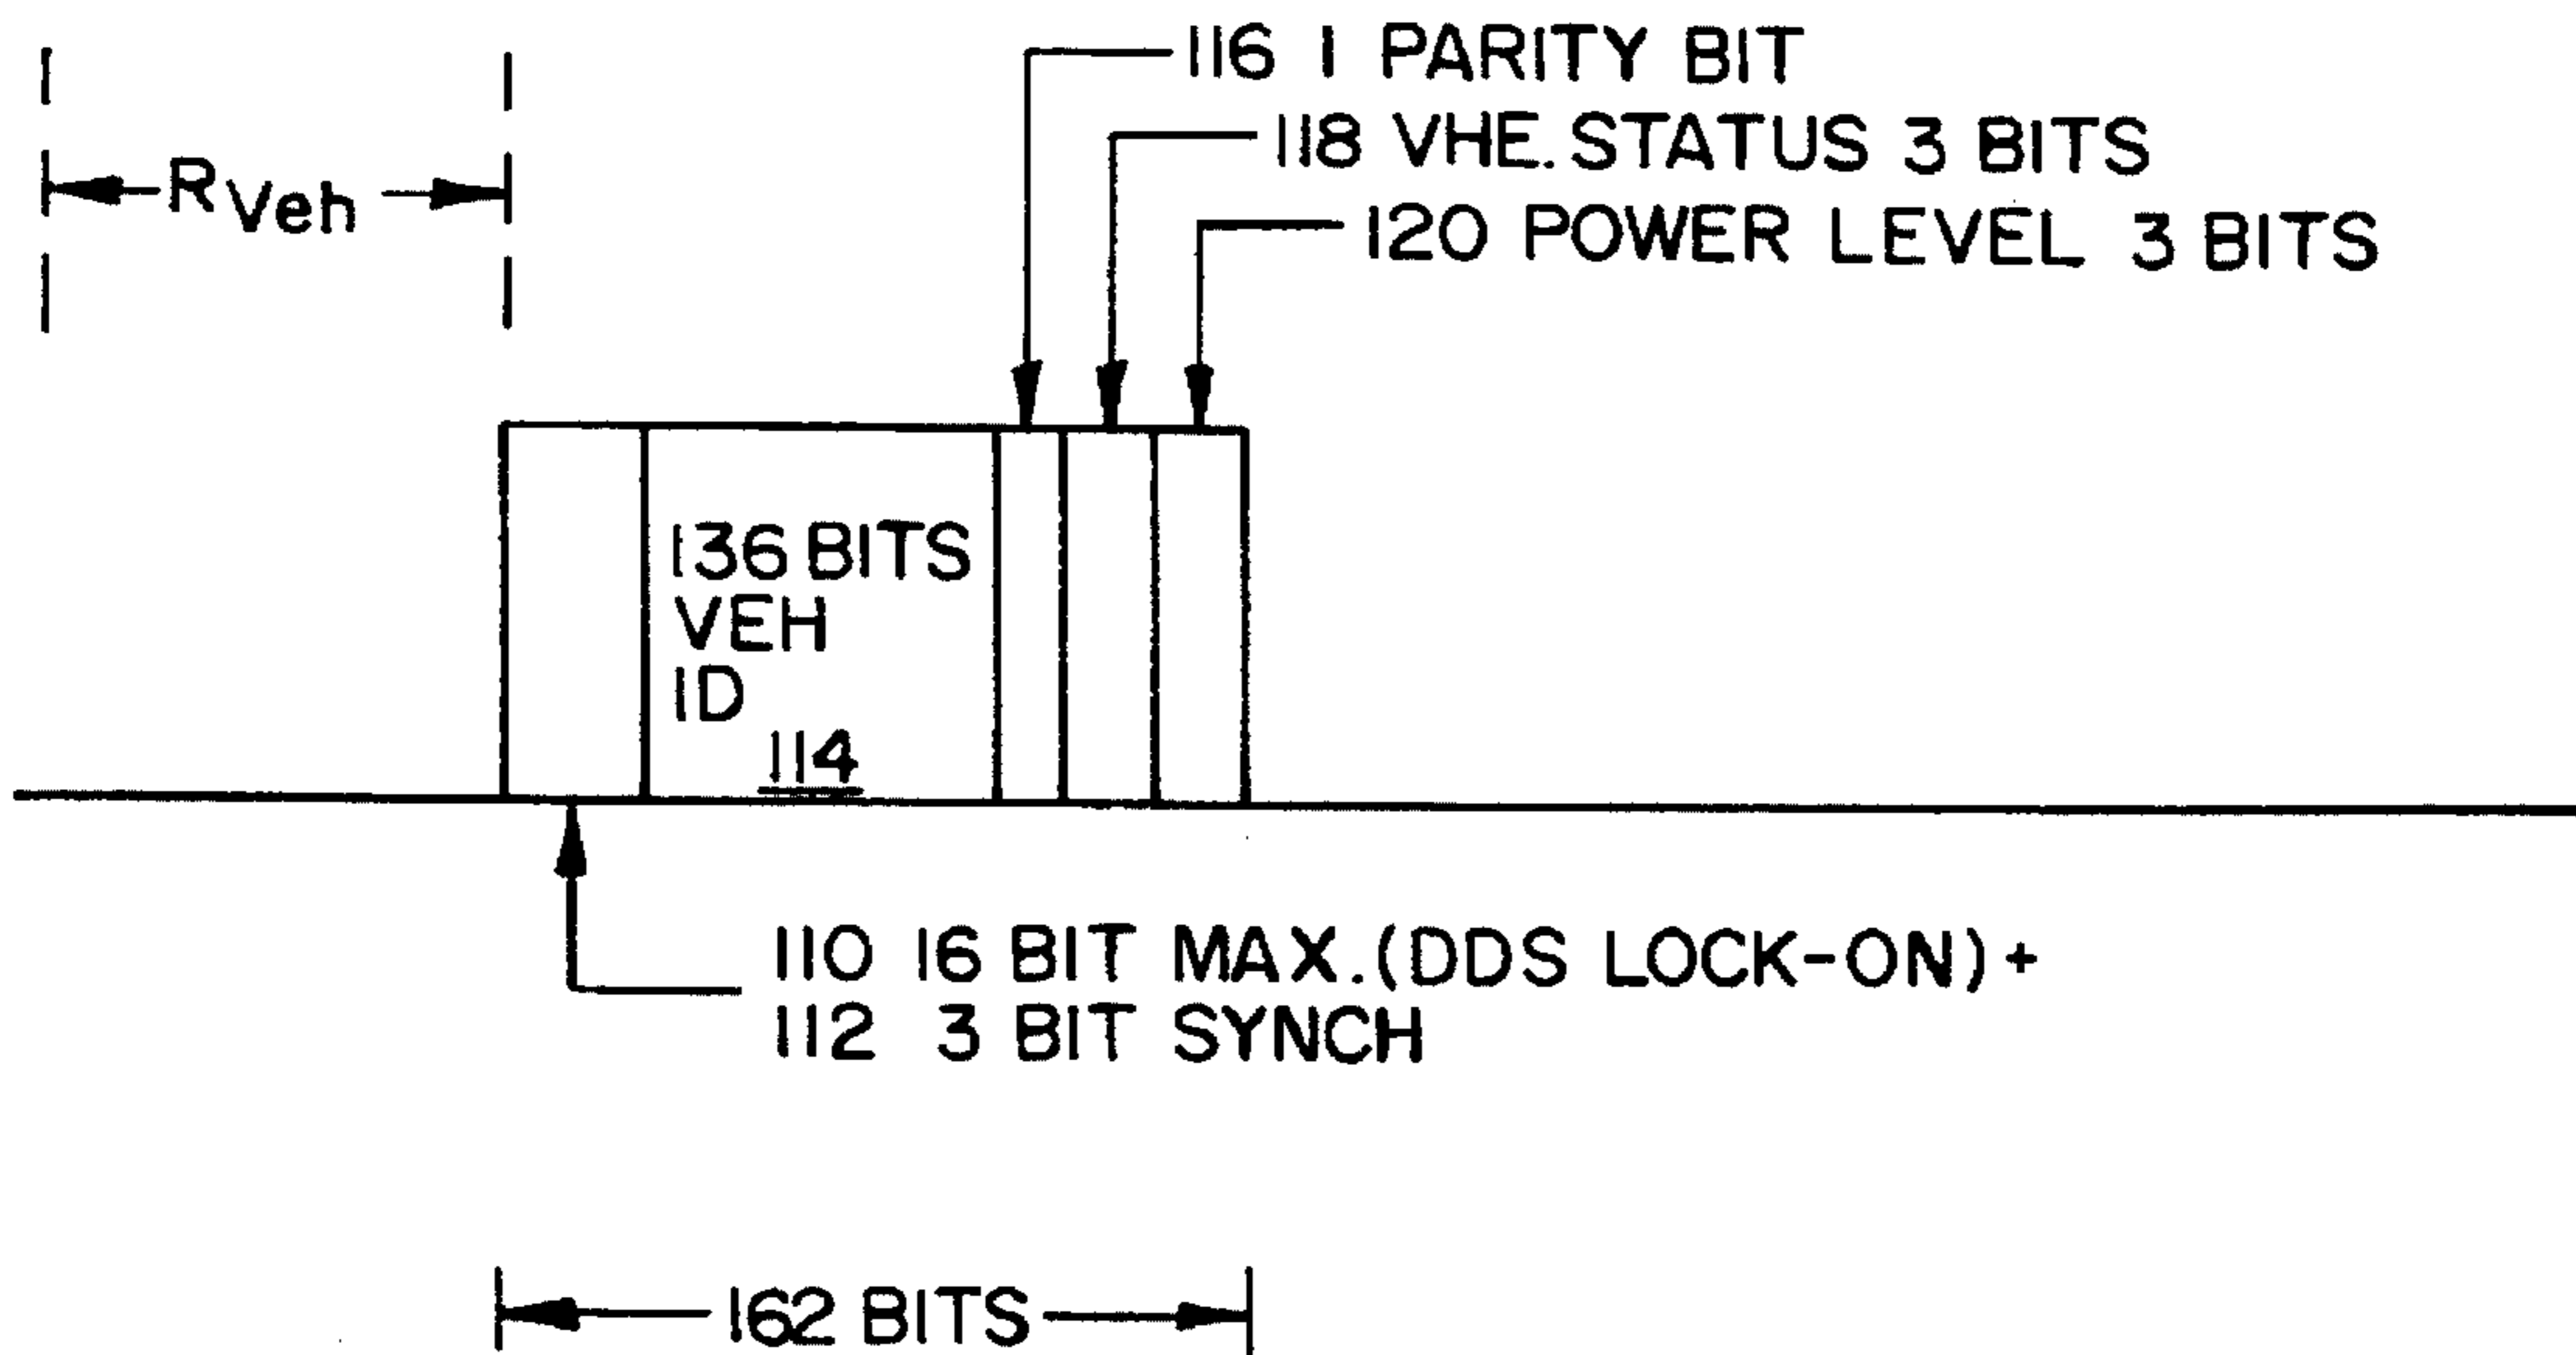 116 1 PARITY BIT
118 VHE. STATUS 3 BITS
RVeh
120 POWER LEVEL 3 BITS
136 BITS
VEH
ID
114
110 16 BIT MAX. (DDS LOCK-ON) +
112 3 BIT SYNCH
162 BITS